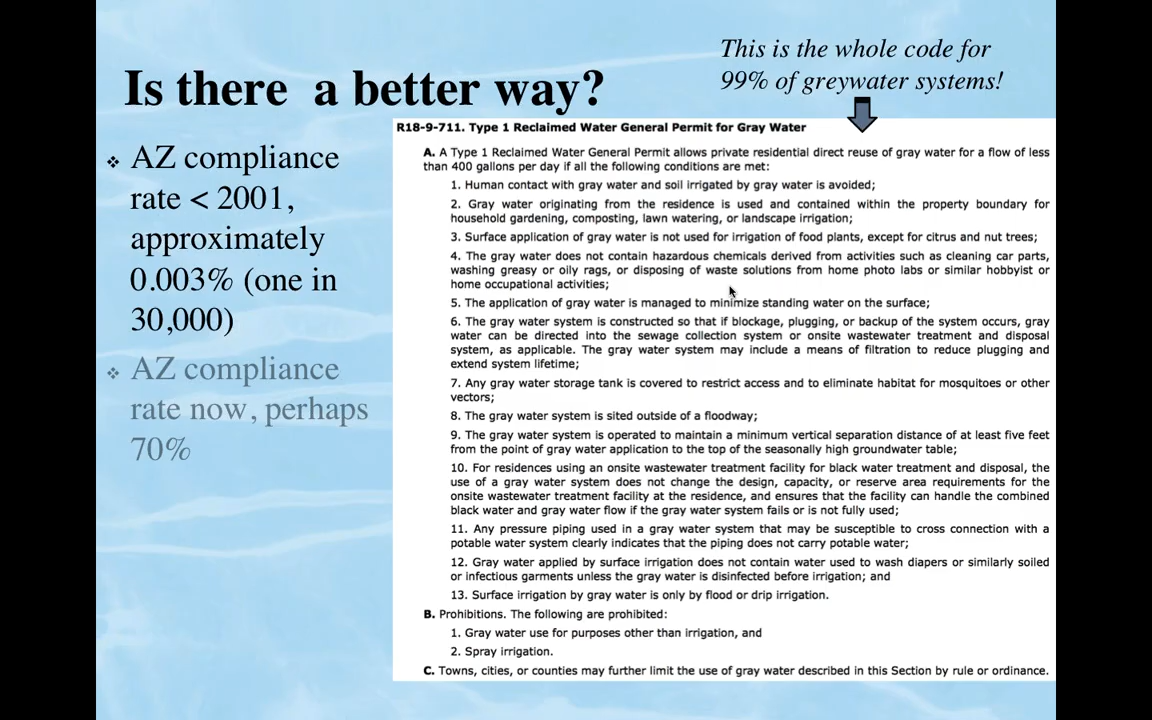 This is the whole code for
99% of greywater systems!
Is there a better way?
❖ AZ compliance
rate < 2001,
approximately
0.003% (one in
30,000)
❖ AZ compliance
rate now, perhaps
70%
R18-9-711. Type 1 Reclaimed Water General Permit for Gray Water
A. A Type 1 Reclaimed Water General Permit allows private residential direct reuse of gray water for a flow of less
than 400 gallons per day if all the following conditions are met:
1. Human contact with gray water and soil irrigated by gray water is avoided;
2. Gray water originating from the residence is used and contained within the property boundary for
household gardening, composting, lawn watering, or landscape irrigation;
3. Surface application of gray water is not used for irrigation of food plants, except for citrus and nut trees;
4. The gray water does not contain hazardous chemicals derived from activities such as cleaning car parts,
washing greasy or oily rags, or disposing of waste solutions from home photo labs or similar hobbyist or
home occupational activities;
5. The application of gray water is managed to minimize standing water on the surface;
6. The gray water system is constructed so that if blockage, plugging, or backup of the system occurs, gray
water can be directed into the sewage collection system or onsite wastewater treatment and disposal
system, as applicable. The gray water system may include a means of filtration to reduce plugging and
extend system lifetime;
7. Any gray water storage tank is covered to restrict access and to eliminate habitat for mosquitoes or other
vectors;
8. The gray water system is sited outside of a floodway;
9. The gray water system is operated to maintain a minimum vertical separation distance of at least five feet
from the point of gray water application to the top of the seasonally high groundwater table;
10. For residences using an onsite wastewater treatment facility for black water treatment and disposal, the
use of a gray water system does not change the design, capacity, or reserve area requirements for the
onsite wastewater treatment facility at the residence, and ensures that the facility can handle the combined
black water and gray water flow if the gray water system fails or is not fully used;
11. Any pressure piping used in a gray water system that may be susceptible to cross connection with a
potable water system clearly indicates that the piping does not carry potable water;
12. Gray water applied by surface irrigation does not contain water used to wash diapers or similarly soiled
or infectious garments unless the gray water is disinfected before irrigation; and
13. Surface irrigation by gray water is only by flood or drip irrigation.
B. Prohibitions. The following are prohibited:
1. Gray water use for purposes other than irrigation, and
2. Spray irrigation.
C. Towns, cities, or counties may further limit the use of gray water described in this Section by rule or ordinance.